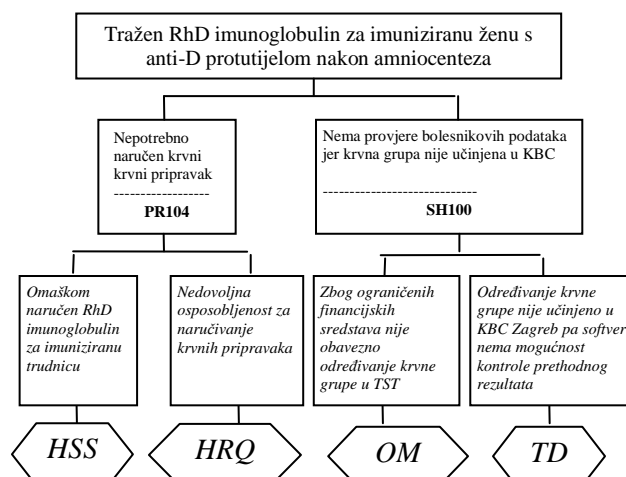 Tražen RhD imunoglobulin za imuniziranu ženu s
anti-D protutijelom nakon amniocenteza
Nepotrebno
naručen krvni
krvni pripravak
------------------
PR104
Nema provjere bolesnikovih podataka
jer krvna grupa nije učinjena u KBC
-----------------------------
SH100
Omaškom
naručen RhD
imunoglobulin
za imuniziranu
trudnicu
Nedovoljna
osposobljenost za
naručivanje
krvnih pripravaka
Zbog ograničenih
financijskih
sredstava nije
obavezno
određivanje krvne
grupe u TST
Određivanje krvne
grupe nije učinjeno u
KBC Zagreb pa softver
nema mogućnost
kontrole prethodnog
rezultata
HSS
HRQ
OM
TD